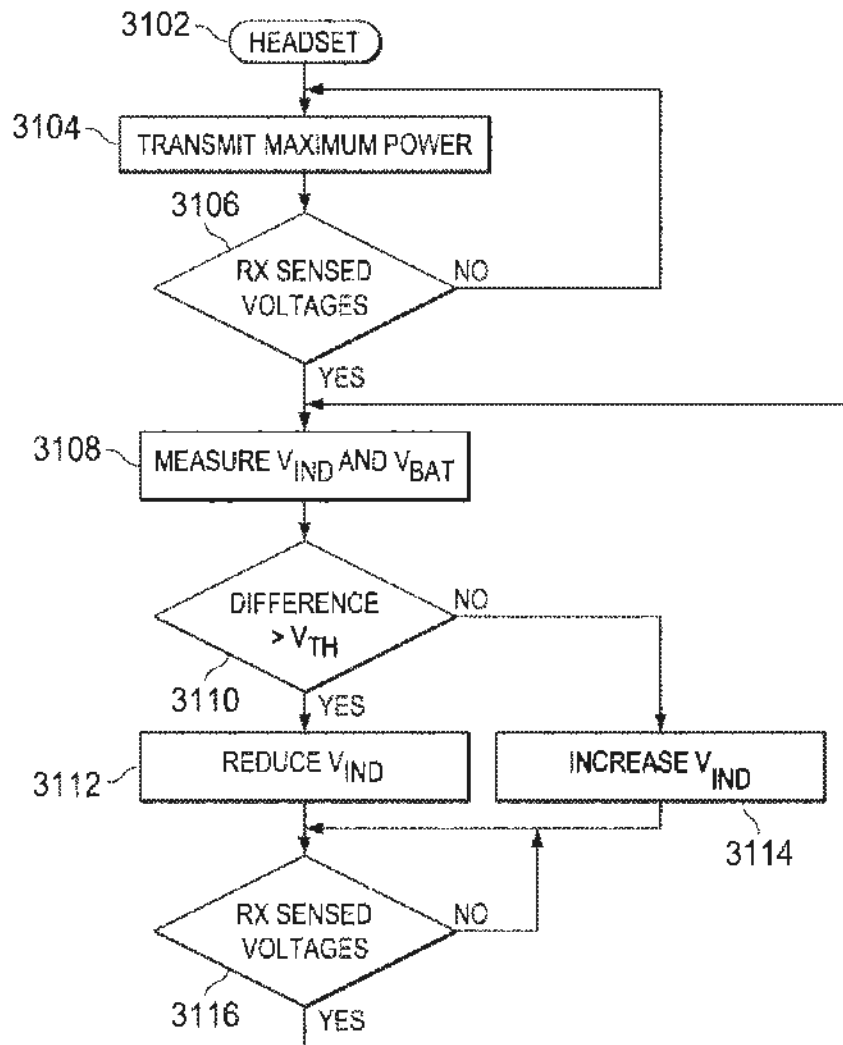 3102
HEADSET
3104
TRANSMIT MAXIMUM POWER
3106
RX SENSED
VOLTAGES
NO
YES
3108
MEASURE VIND AND VBAT
DIFFERENCE
> VTH
NO
3110
YES
3112
REDUCE VIND
INCREASE VIND
3114
RX SENSED
VOLTAGES
NO
3116
YES